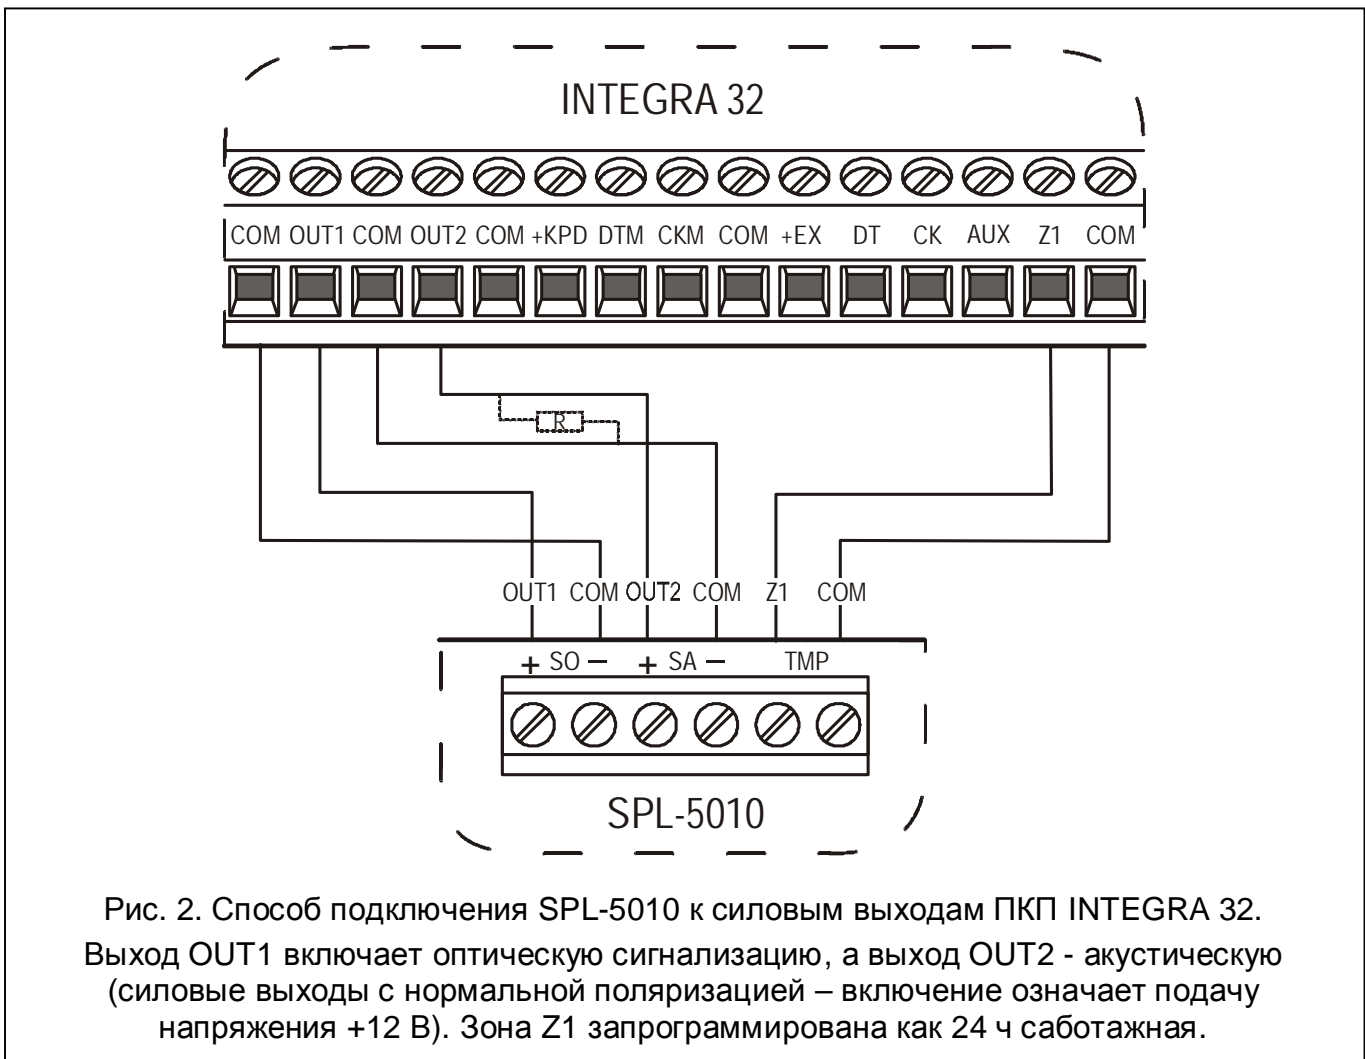 INTEGRA 32
COM OUT1 COM OUT2 COM +KPD DTM CKM COM +EX DT CK AUX Z1 COM
R
OUT1 COM OUT2 COM Z1 COM
+ SO – + SA – TMP
SPL-5010
Рис. 2. Способ подключения SPL-5010 к силовым выходам ПКП INTEGRA 32.
Выход OUT1 включает оптическую сигнализацию, а выход OUT2 - акустическую
(силовые выходы с нормальной поляризацией – включение означает подачу
напряжения +12 В). Зона Z1 запрограммирована как 24 ч саботажная.